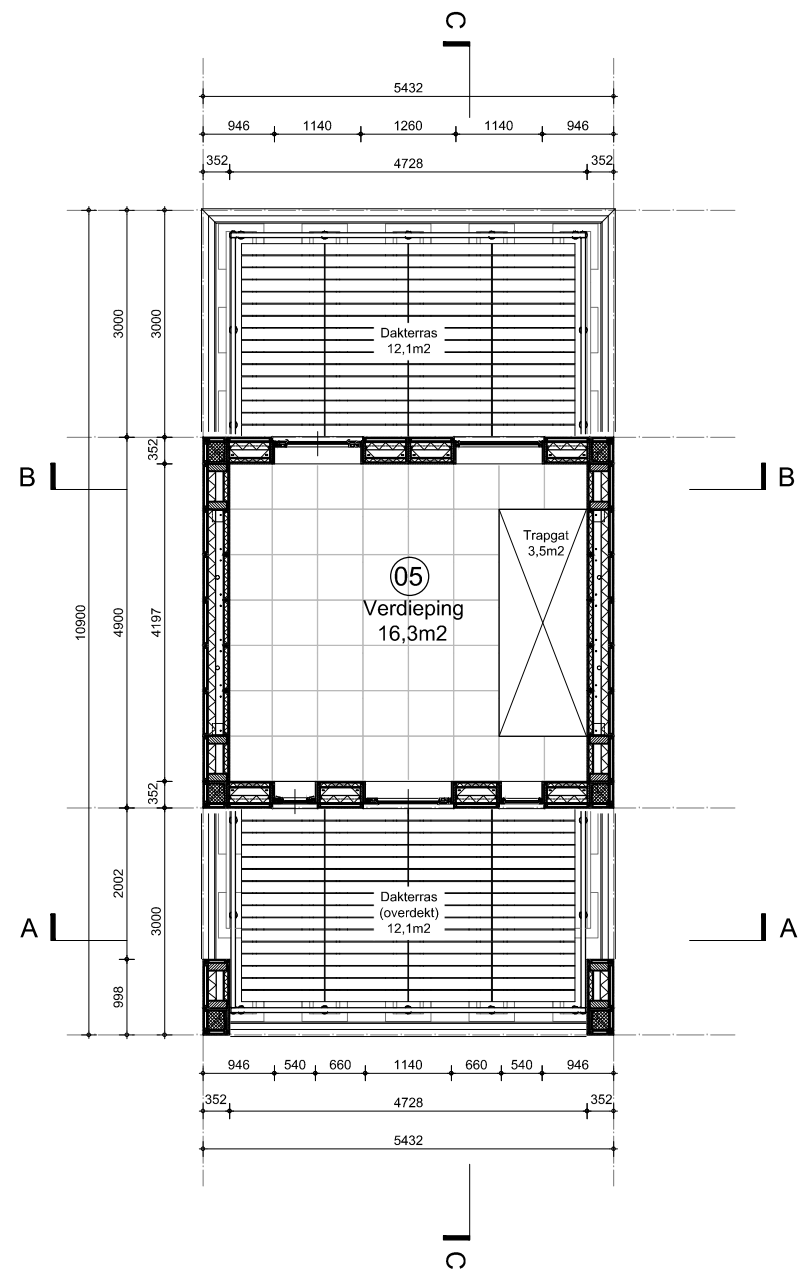 C
5432
946 1140 1260 1140 946
352 4728 352
3000 3000
Dakterras
12,1m2
352
B B
Trapgat
3,5m2
05
Verdieping
16,3m2
10900 4900 4197
352
2002
3000
Dakterras
(overdekt)
12,1m2
A A
998
946 540 660 1140 660 540 946
352 4728 352
5432
C